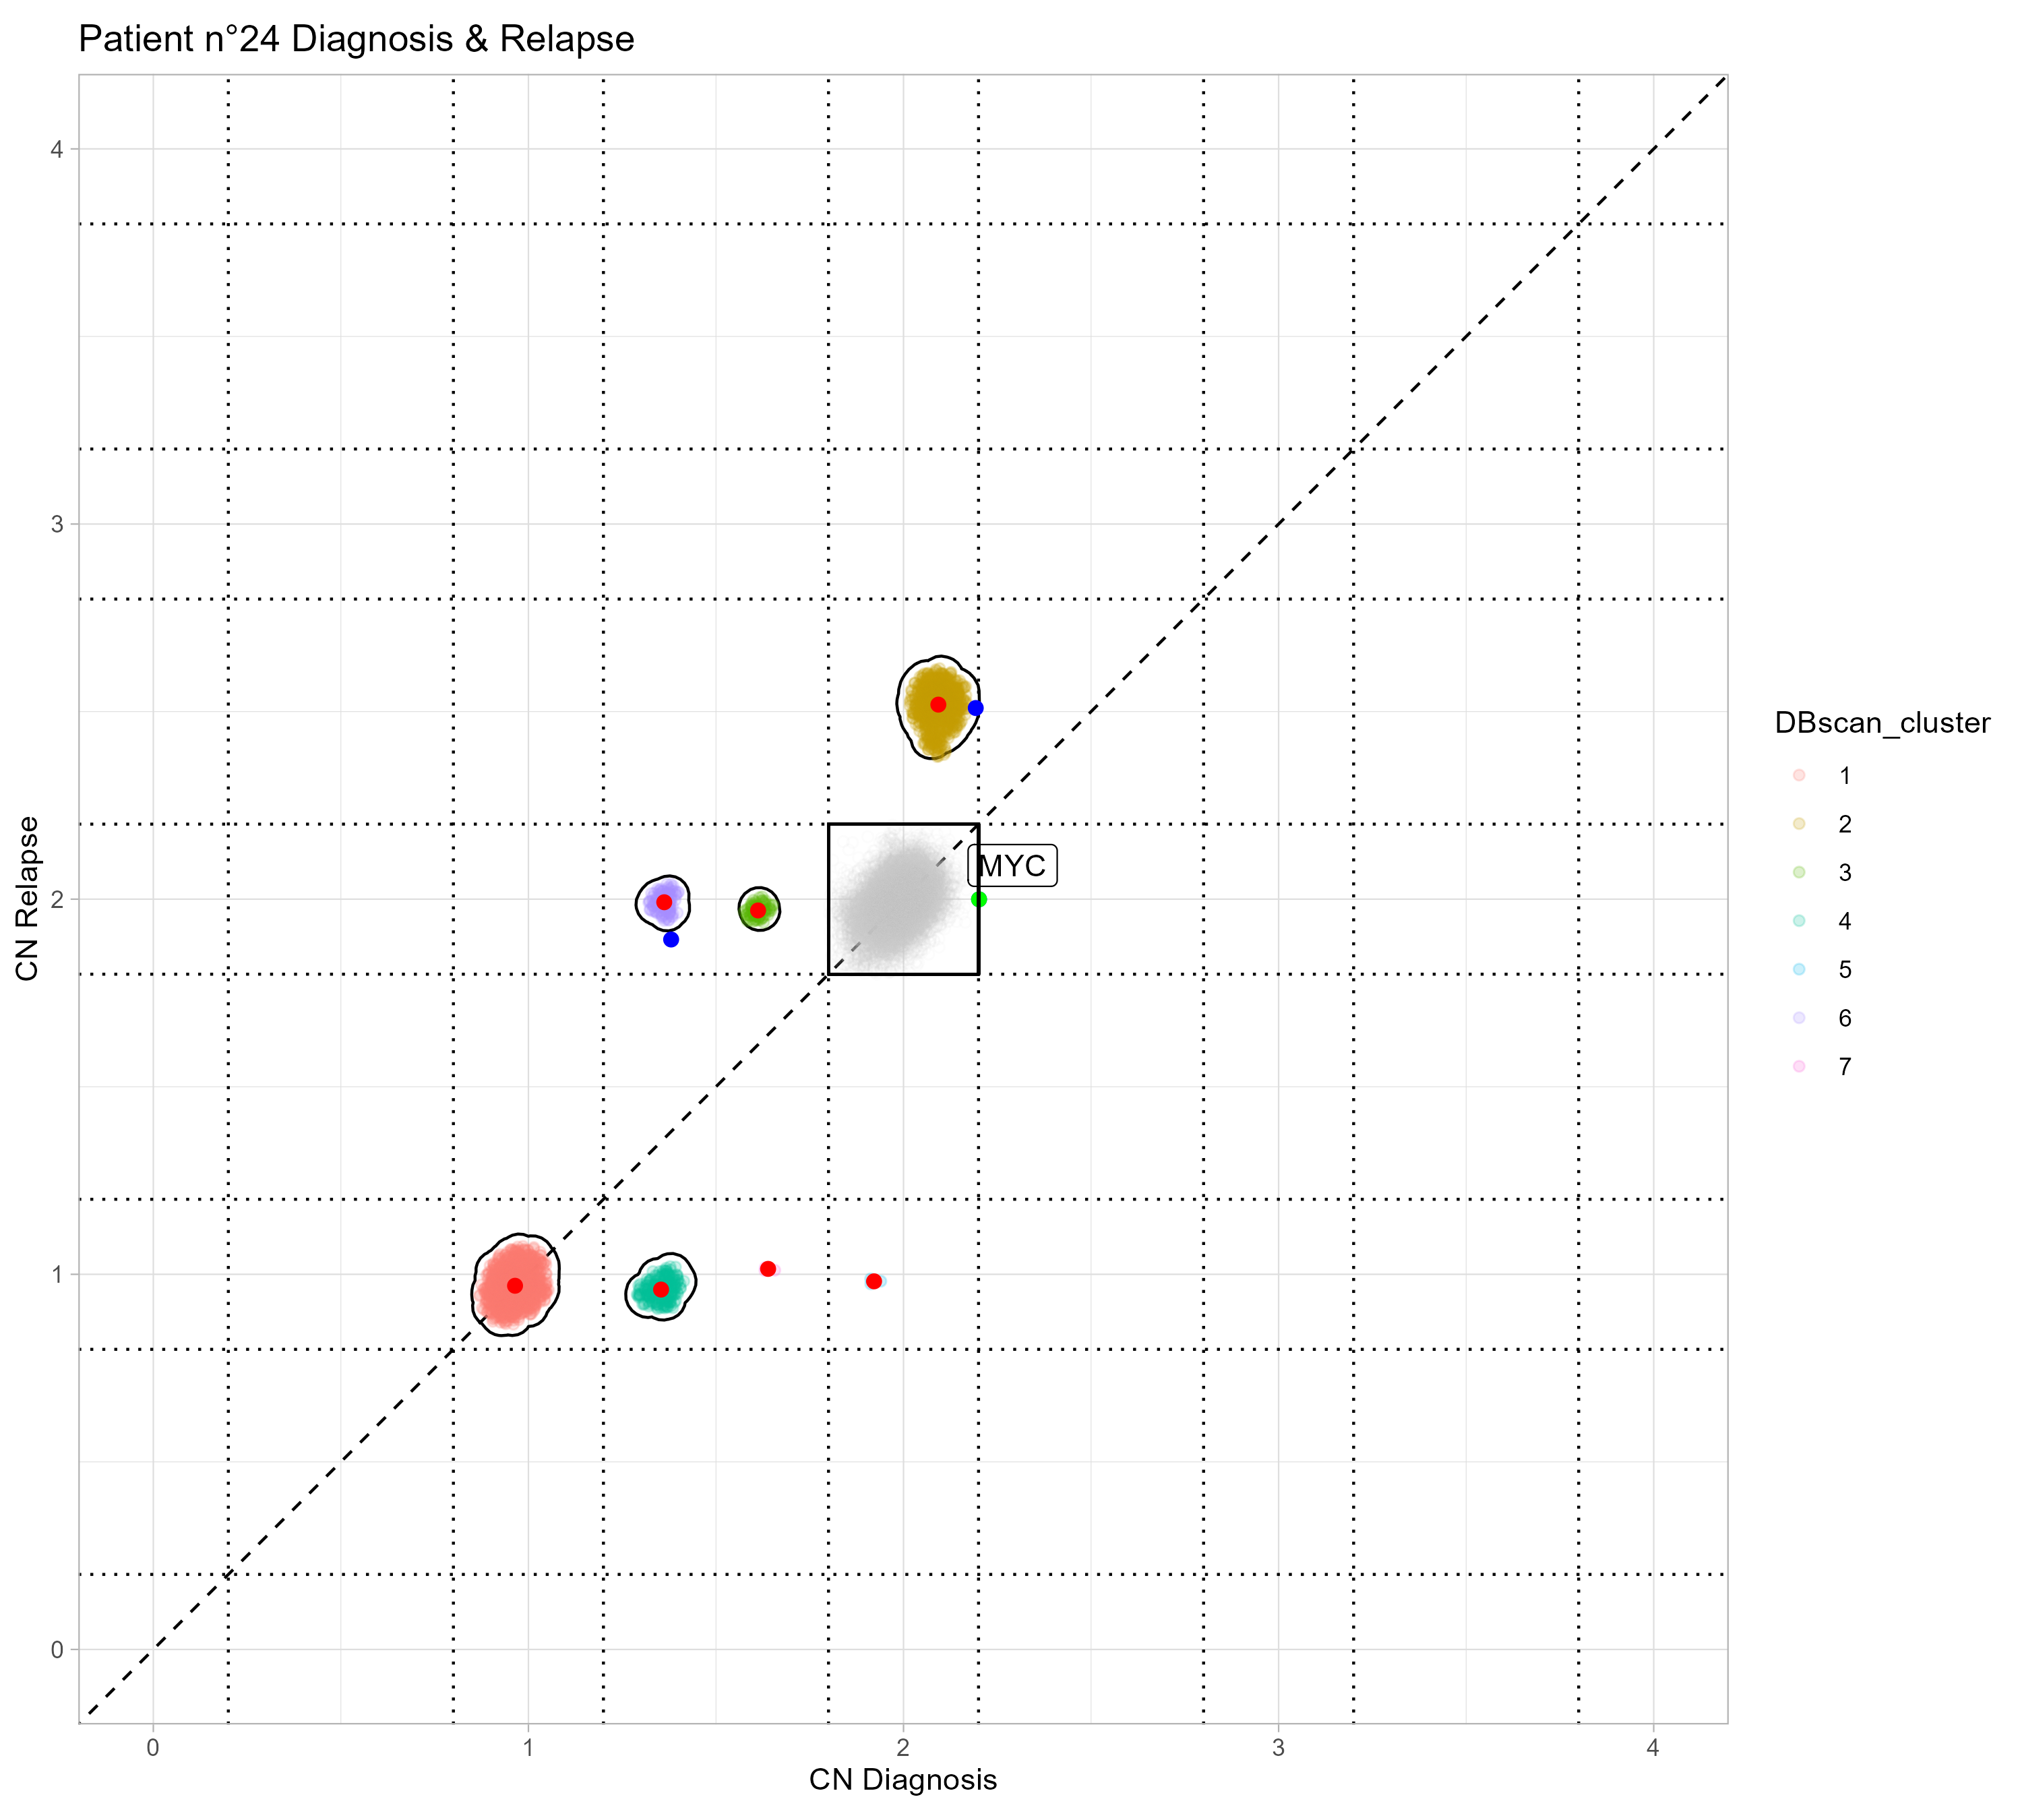 Patient n°24 Diagnosis & Relapse
4
3
2
1
0
CN Relapse
MYC
0 1 2 3 4
CN Diagnosis
DBscan_cluster
1
2
3
4
5
6
7